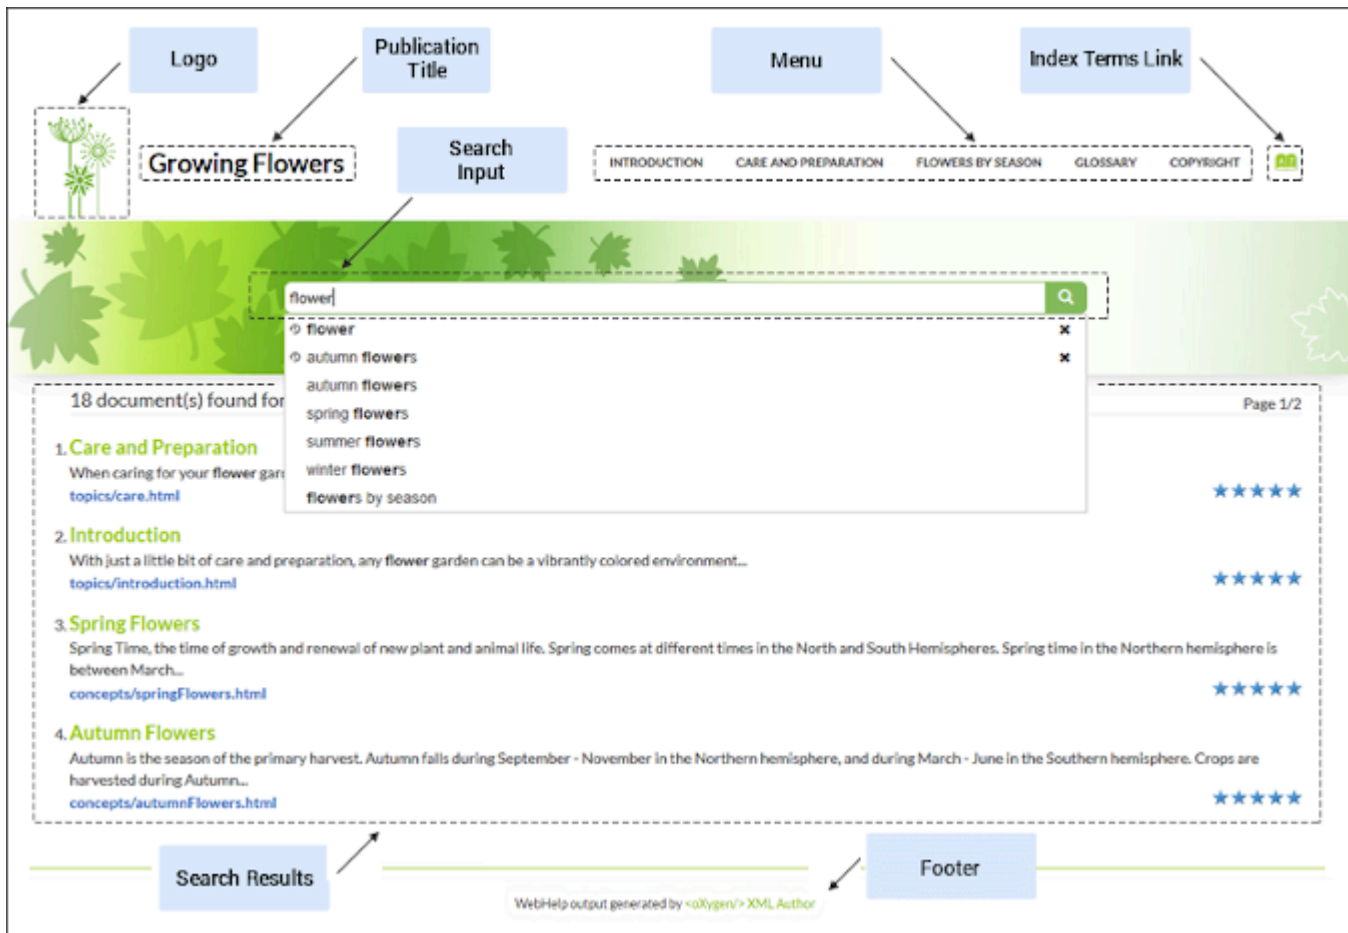 Logo
Publication
Title
Menu
Index Terms Link
Search
Input
Growing Flowers
INTRODUCTION CARE AND PREPARATION FLOWERS BY SEASON GLOSSARY COPYRIGHT
flower
flower
autumn flowers
autumn flowers
spring flowers
summer flowers
winter flowers
flowers by season
18 document(s) found for
Page 1/2
1. Care and Preparation
When caring for your flower gar
topics/care.html
2. Introduction
With just a little bit of care and preparation, any flower garden can be a vibrantly colored environment...
topics/introduction.html
3. Spring Flowers
Spring Time, the time of growth and renewal of new plant and animal life. Spring comes at different times in the North and South Hemispheres. Spring time in the Northern hemisphere is
between March...
concepts/springFlowers.html
4. Autumn Flowers
Autumn is the season of the primary harvest. Autumn falls during September - November in the Northern hemisphere, and during March - June in the Southern hemisphere. Crops are
harvested during Autumn...
concepts/autumnFlowers.html
Search Results
Footer
WebHelp output generated by <oXygen/> XML Author